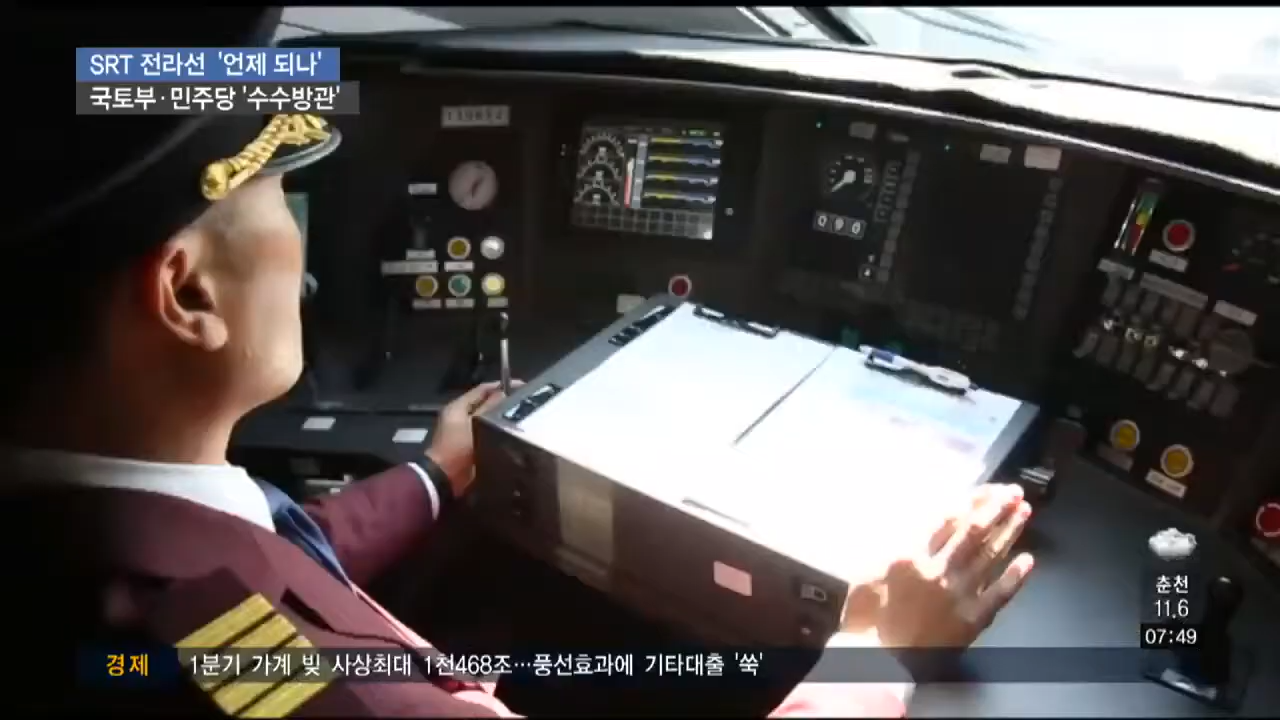 SRT 전라선 '언제 되나'
국토부·민주당 '수수방관'
090
춘천
11.6
07:49
경제 1분기 가계 빚 사상최대 1천468조…풍선효과에 기타대출 '쑥'